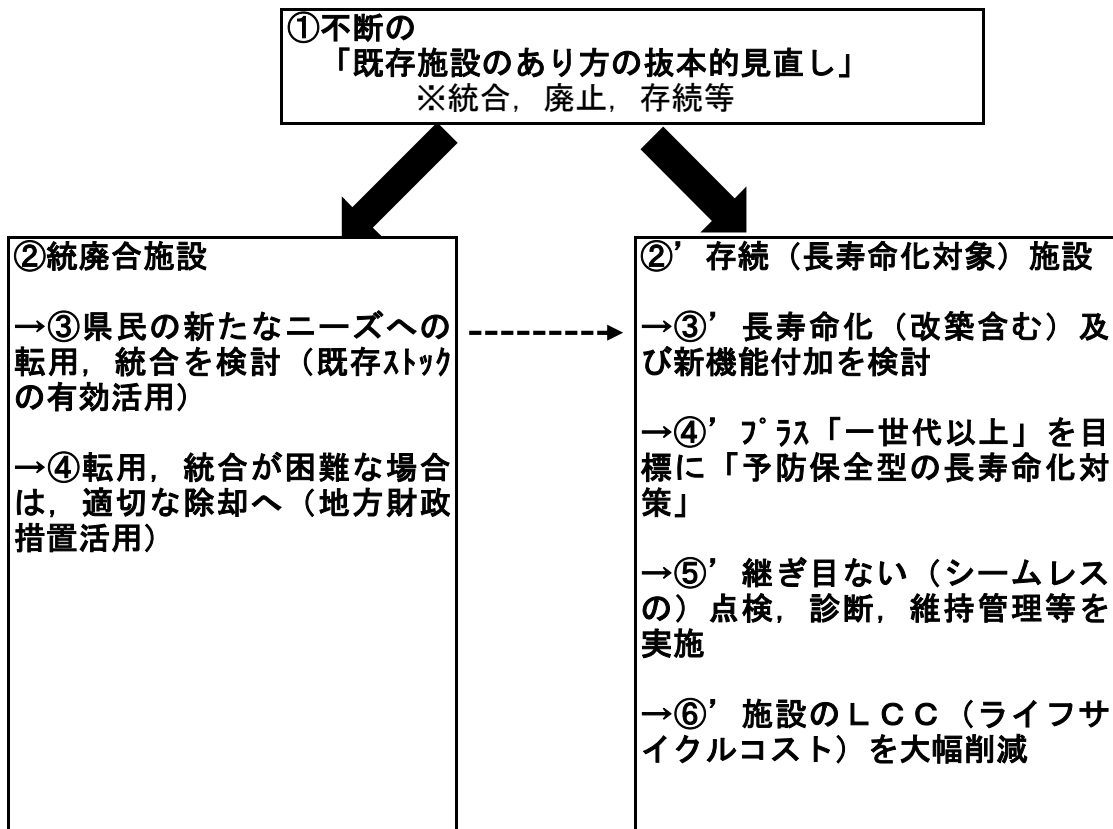 ①不断の
「既存施設のあり方の抜本的見直し」
※統合，廃止，存続等
②統廃合施設
→③県民の新たなニーズへの
転用，統合を検討（既存ｽﾄｯｸ
の有効活用）
→④転用，統合が困難な場合
は，適切な除却へ（地方財政
措置活用）
②’存続（長寿命化対象）施設
→③’長寿命化（改築含む）及
び新機能付加を検討
→④’ﾌﾟﾗｽ「一世代以上」を目
標に「予防保全型の長寿命化対
策」
→⑤’継ぎ目ない（シームレス
の）点検，診断，維持管理等を
実施
→⑥’施設のＬＣＣ（ライフサ
イクルコスト）を大幅削減